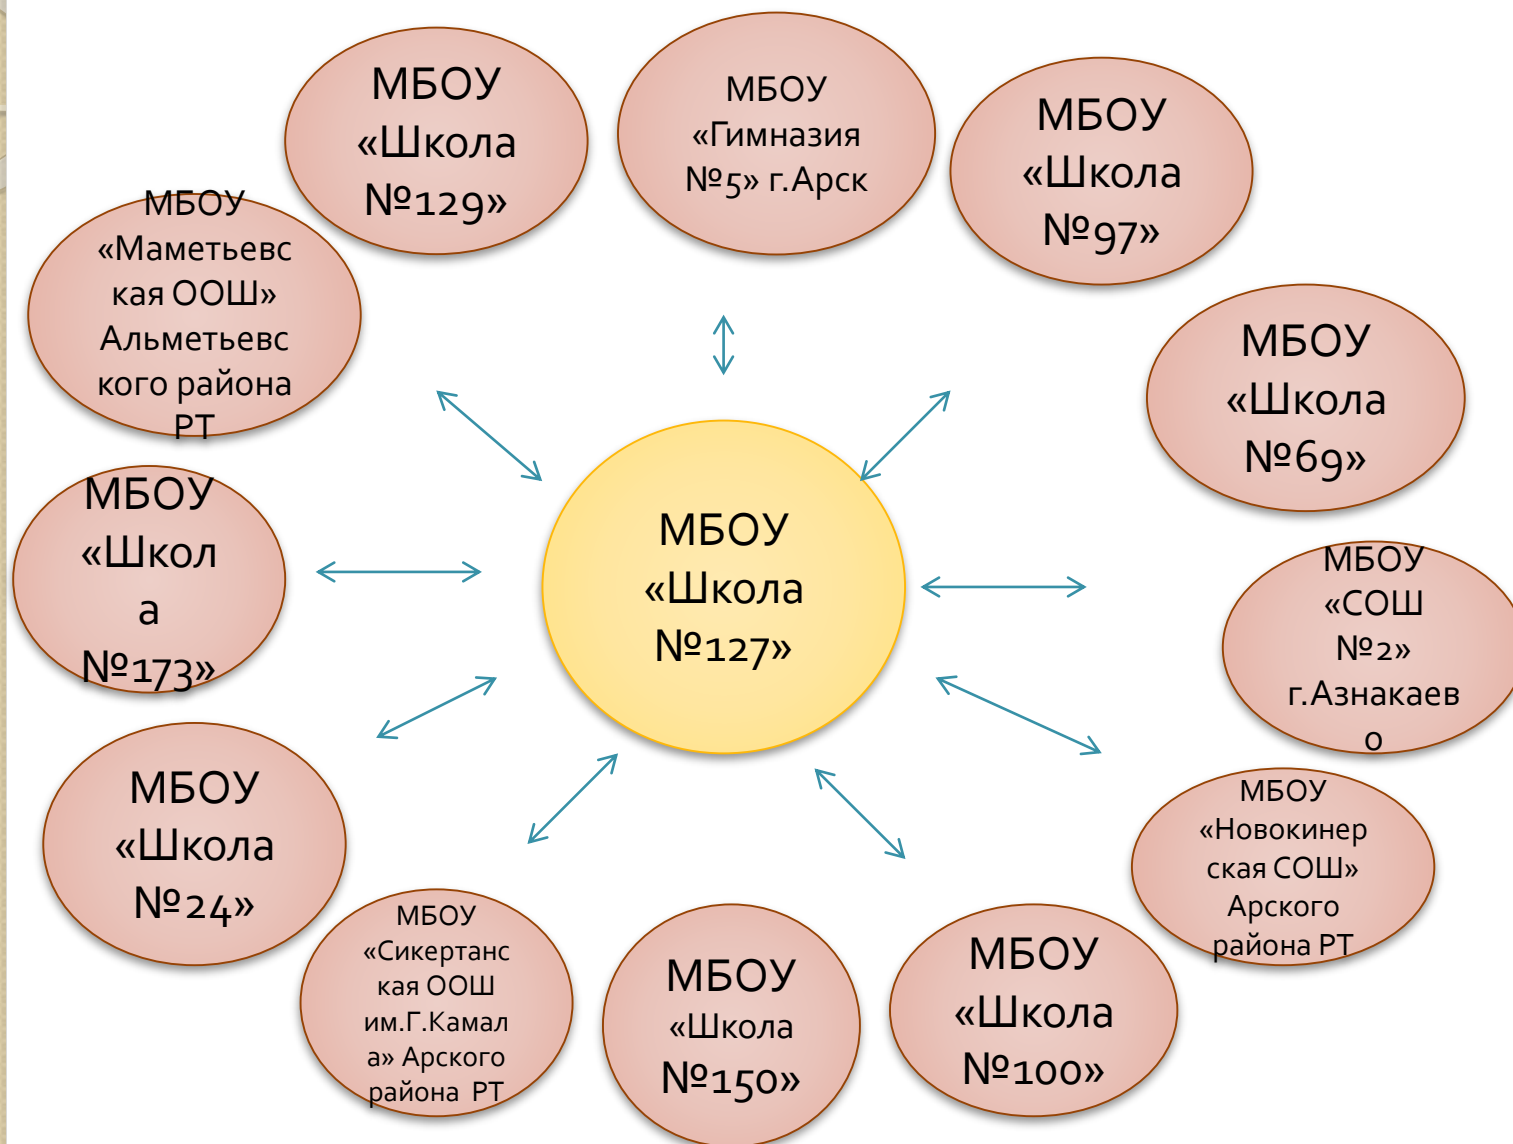 МБОУ
«Школа
№129»
МБОУ
«Гимназия
№5» г.Арск
МБОУ
«Школа
№97»
МБОУ
«Маметьевс
кая ООШ»
Альметьевс
кого района
РТ
МБОУ
«Школа
№69»
МБОУ
«Школ
а
№173»
МБОУ
«Школа
№127»
МБОУ
«СОШ
№2»
г.Азнакаев
о
МБОУ
«Школа
№24»
МБОУ
«Новокинер
ская СОШ»
Арского
района РТ
МБОУ
«Сикертанс
кая ООШ
им.Г.Камал
а» Арского
района РТ
МБОУ
«Школа
№150»
МБОУ
«Школа
№100»